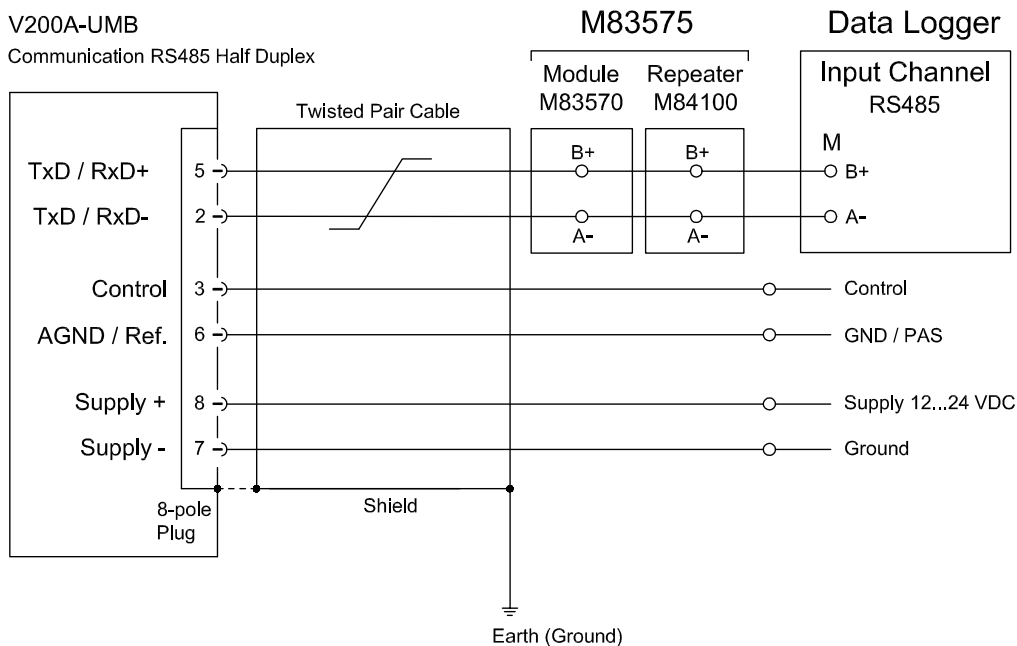 V200A-UMB
Communication RS485 Half Duplex
M83575
Data Logger
Module
M83570
Repeater
M84100
Input Channel
RS485
Twisted Pair Cable
TxD / RxD+ 5 B+ B+ M B+
TxD / RxD- 2 A- A- A-
Control 3 Control
AGND / Ref. 6 GND / PAS
Supply + 8 Supply 12...24 VDC
Supply - 7 Ground
8-pole
Plug
Shield
Earth (Ground)